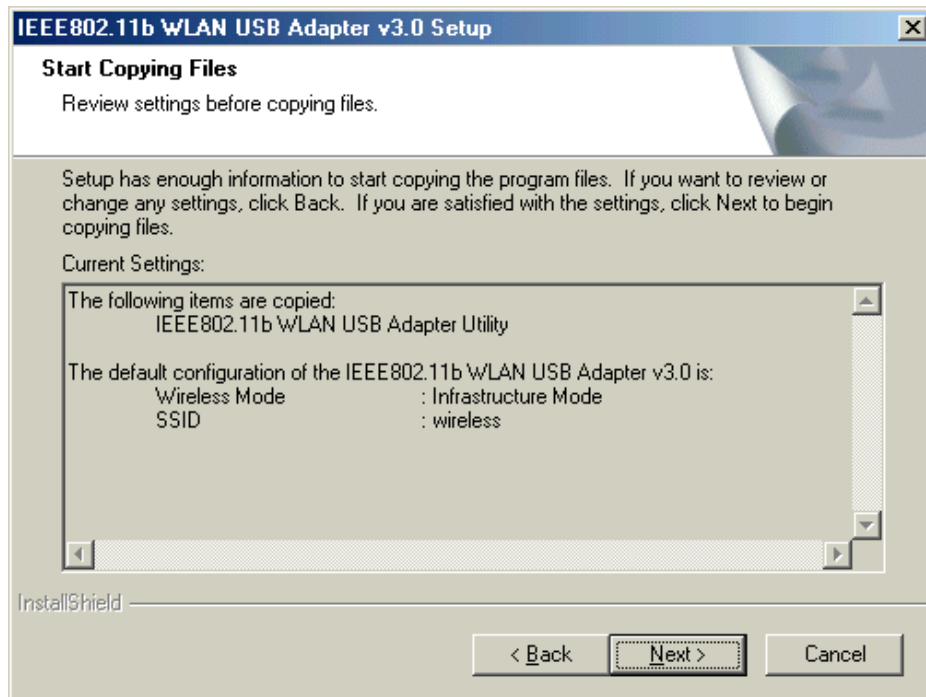 IEEE802.11b WLAN USB Adapter v3.0 Setup
Start Copying Files
Review settings before copying files.
Setup has enough information to start copying the program files.  If you want to review or
change any settings, click Back.  If you are satisfied with the settings, click Next to begin
copying files.
Current Settings:
The following items are copied:
IEEE802.11b WLAN USB Adapter Utility
The default configuration of the IEEE802.11b WLAN USB Adapter v3.0 is:
Wireless Mode : Infrastructure Mode
SSID : wireless
InstallShield
< Back Next > Cancel